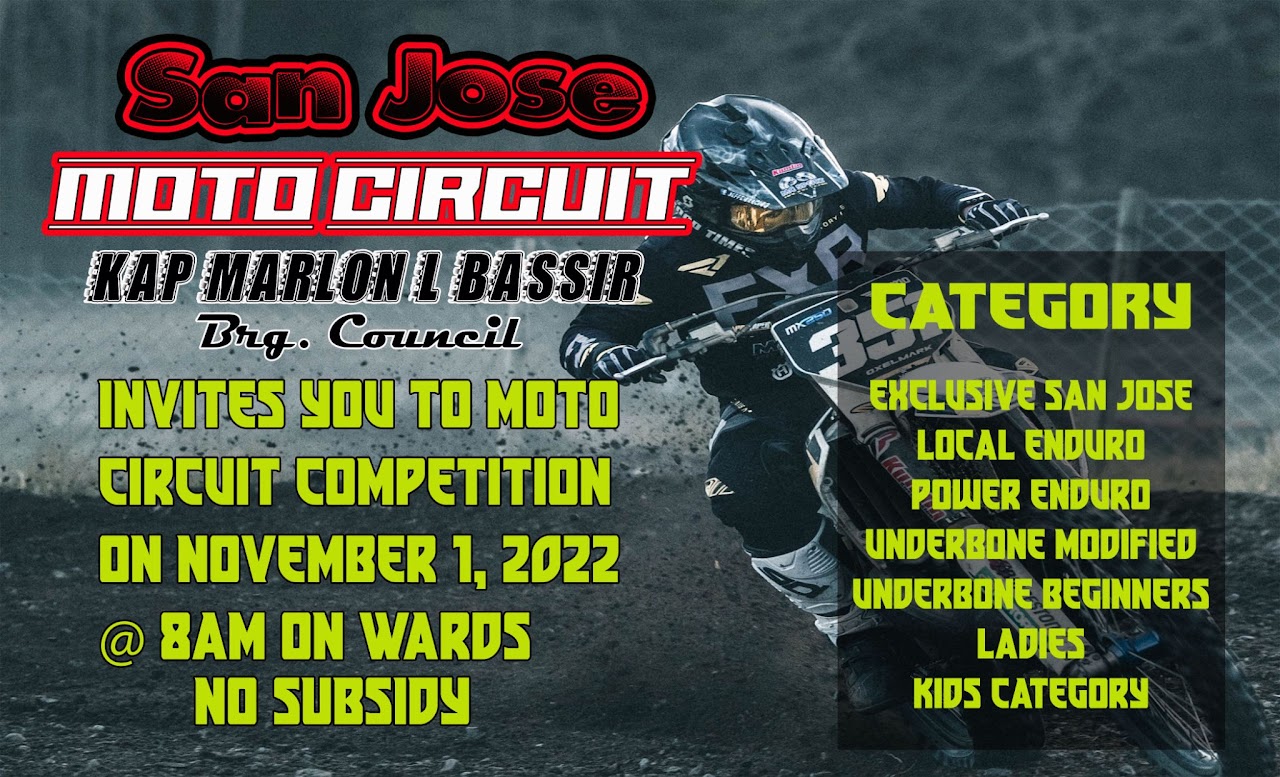 San Jose
MOTO CIRCUIT
KAP MARLON L BASSIR
Brg. Council
INVITES YOU TO MOTO
CIRCUIT COMPETITION
ON NOVEMBER 1, 2022
@ 8AM ON WARDS
NO SUBSIDY
CATEGORY
EXCLUSIVE SAN JOSE
LOCAL ENDURO
POWER ENDURO
UNDERBONE MODIFIED
UNDERBONE BEGINNERS
LADIES
KIDS CATEGORY
MX250
OXELMARK